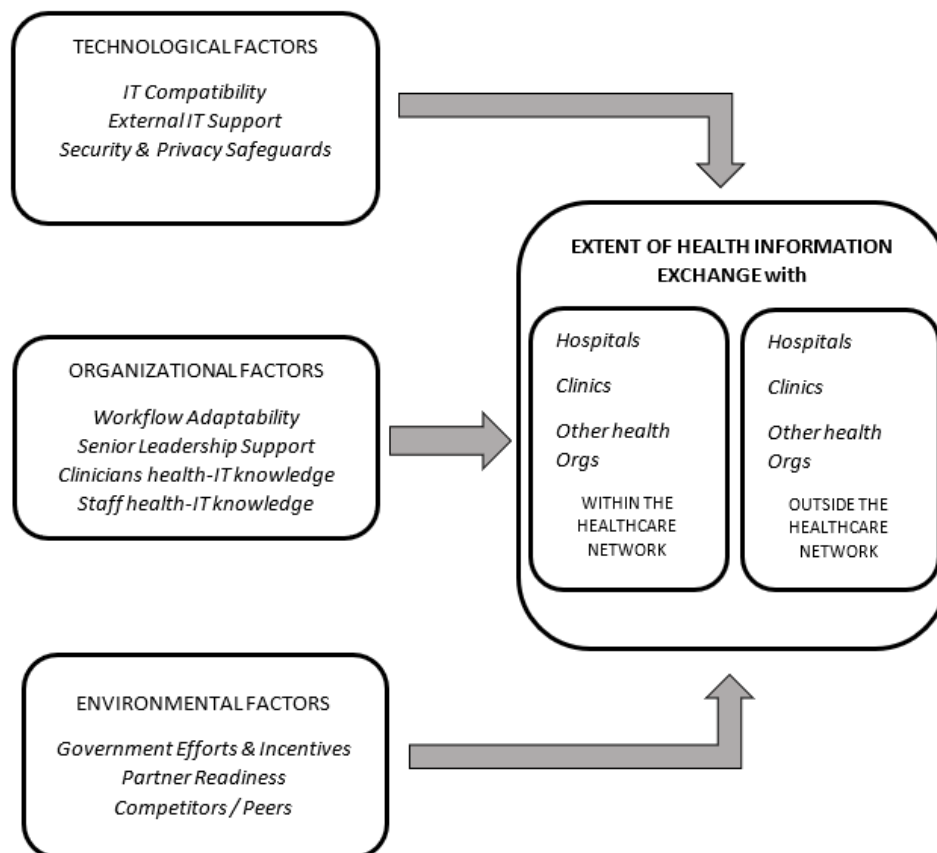 TECHNOLOGICAL FACTORS
IT Compatibility
External IT Support
Security & Privacy Safeguards
EXTENT OF HEALTH INFORMATION
EXCHANGE with
Hospitals
Clinics
Other health
Orgs
WITHIN THE
HEALTHCARE
NETWORK
Hospitals
Clinics
Other health
Orgs
OUTSIDE THE
HEALTHCARE
NETWORK
ORGANIZATIONAL FACTORS
Workflow Adaptability
Senior Leadership Support
Clinicians health-IT knowledge
Staff health-IT knowledge
ENVIRONMENTAL FACTORS
Government Efforts & Incentives
Partner Readiness
Competitors / Peers